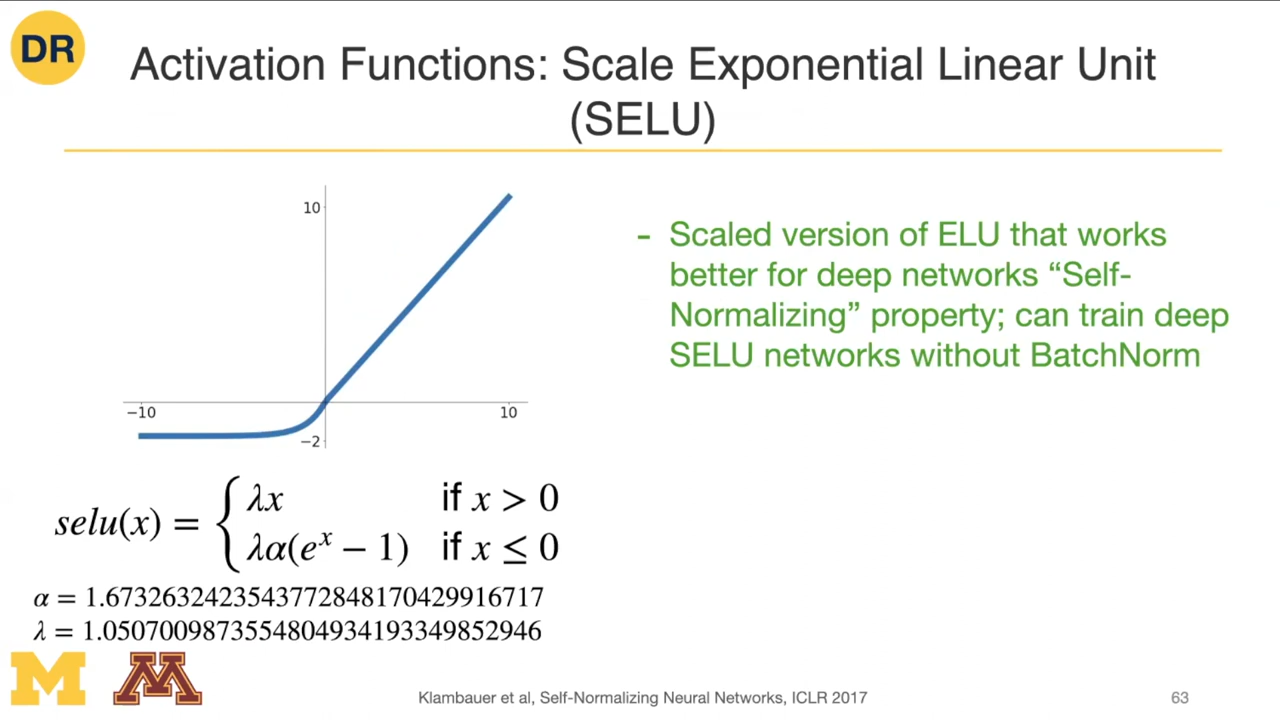 DR
Activation Functions: Scale Exponential Linear Unit
(SELU)
10
−10
10
−2
- Scaled version of ELU that works
better for deep networks “Self-
Normalizing” property; can train deep
SELU networks without BatchNorm
selu(x) = { λx if x > 0
λα(eˣ − 1) if x ≤ 0
α = 1.6732632423543772848170429916717
λ = 1.0507009873554804934193349852946
M M
Klambauer et al, Self-Normalizing Neural Networks, ICLR 2017
63